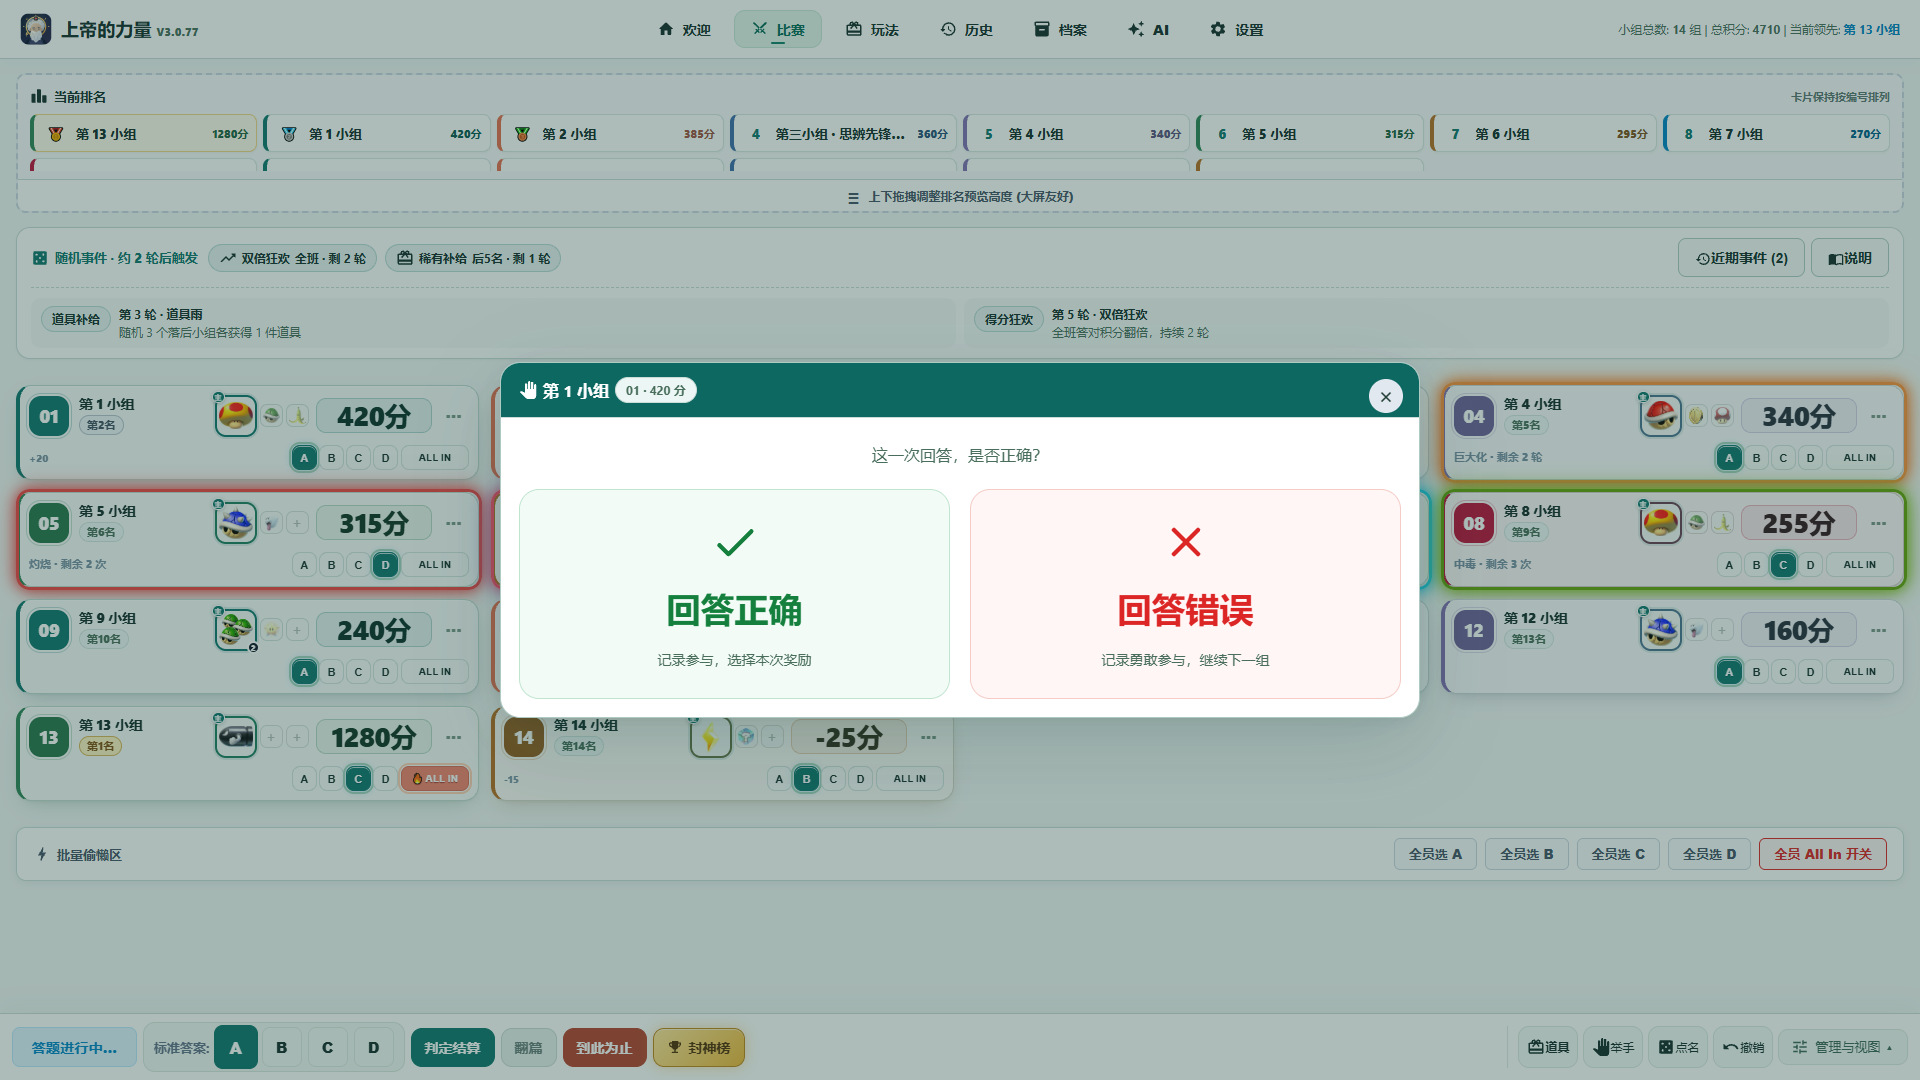 上帝的力量 V3.0.77
欢迎
比赛
玩法
历史
档案
AI
设置
小组总数: 14 组 | 总积分: 4710 | 当前领先: 第 13 小组
当前排名
卡片保持按编号排列
第 13 小组 1280分
第 1 小组 420分
第 2 小组 385分
4 第三小组 · 思辨先锋... 360分
5 第 4 小组 340分
6 第 5 小组 315分
7 第 6 小组 295分
8 第 7 小组 270分
上下拖拽调整排名预览高度 (大屏友好)
随机事件 · 约 2 轮后触发
双倍狂欢 全班 · 剩 2 轮
稀有补给 后5名 · 剩 1 轮
近期事件 (2)
说明
道具补给
第 3 轮 · 道具雨
随机 3 个落后小组各获得 1 件道具
得分狂欢
第 5 轮 · 双倍狂欢
全班答对积分翻倍，持续 2 轮
01
第 1 小组
第2名
420分
+20
A B C D ALL IN
第 1 小组 01 · 420 分
这一次回答，是否正确?
回答正确
记录参与，选择本次奖励
回答错误
记录勇敢参与，继续下一组
04
第 4 小组
第5名
340分
巨大化 · 剩余 2 轮
A B C D ALL IN
05
第 5 小组
第6名
+
315分
灼烧 · 剩余 2 次
A B C D ALL IN
08
第 8 小组
第9名
255分
中毒 · 剩余 3 次
A B C D ALL IN
09
第 9 小组
第10名
2
+
240分
A B C D ALL IN
12
第 12 小组
第13名
+
160分
A B C D ALL IN
13
第 13 小组
第1名
+ +
1280分
A B C D ALL IN
14
第 14 小组
第14名
+
-25分
-15
A B C D ALL IN
批量偷懒区
全员选 A
全员选 B
全员选 C
全员选 D
全员 All In 开关
答题进行中...
标准答案: A B C D
判定结算
翻篇
到此为止
封神榜
道具
举手
点名
撤销
管理与视图